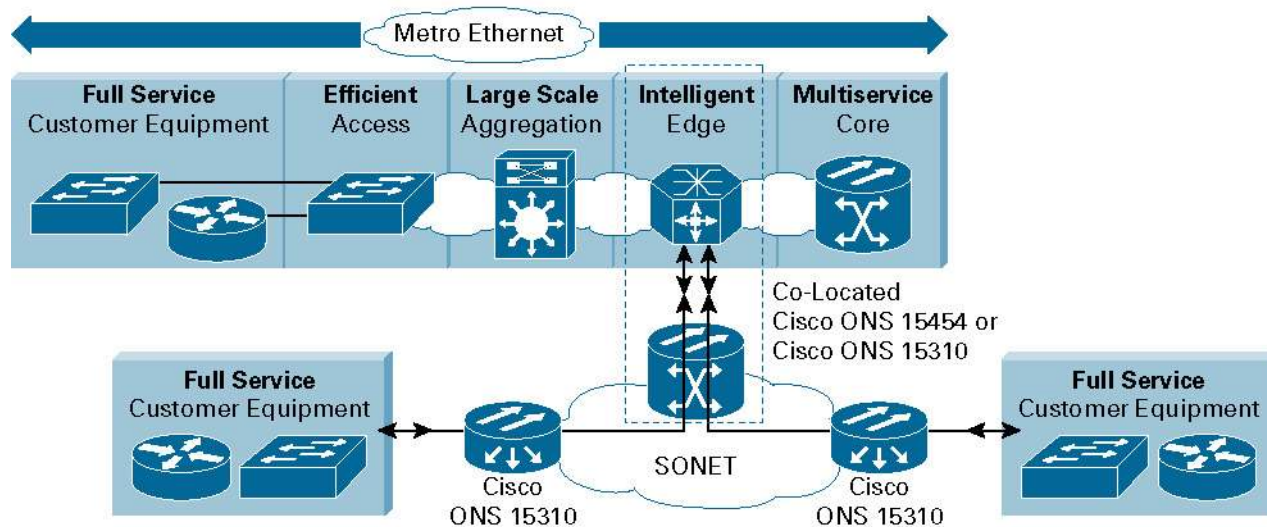 Metro Ethernet
Full Service
Customer Equipment
Efficient
Access
Large Scale
Aggregation
Intelligent
Edge
Multiservice
Core
Co-Located
Cisco ONS 15454 or
Cisco ONS 15310
Full Service
Customer Equipment
Cisco
ONS 15310
SONET
Cisco
ONS 15310
Full Service
Customer Equipment